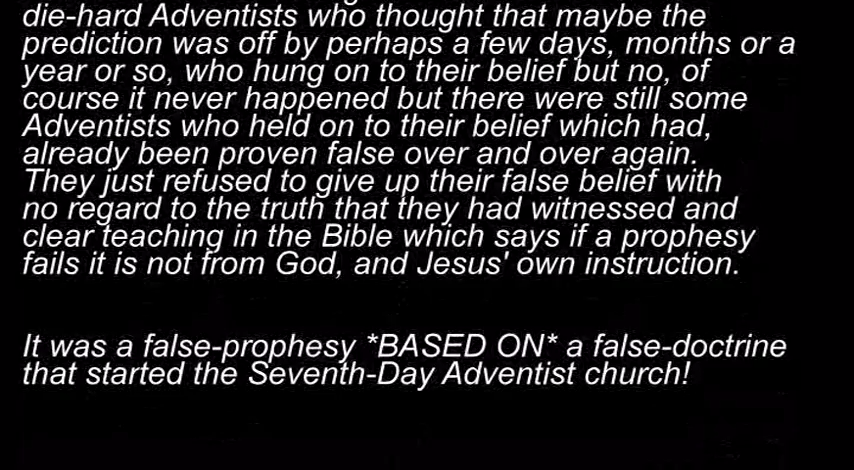 die-hard Adventists who thought that maybe the
prediction was off by perhaps a few days, months or a
year or so, who hung on to their belief but no, of
course it never happened but there were still some
Adventists who held on to their belief which had,
already been proven false over and over again.
They just refused to give up their false belief with
no regard to the truth that they had witnessed and
clear teaching in the Bible which says if a prophesy
fails it is not from God, and Jesus' own instruction.
It was a false-prophesy *BASED ON* a false-doctrine
that started the Seventh-Day Adventist church!